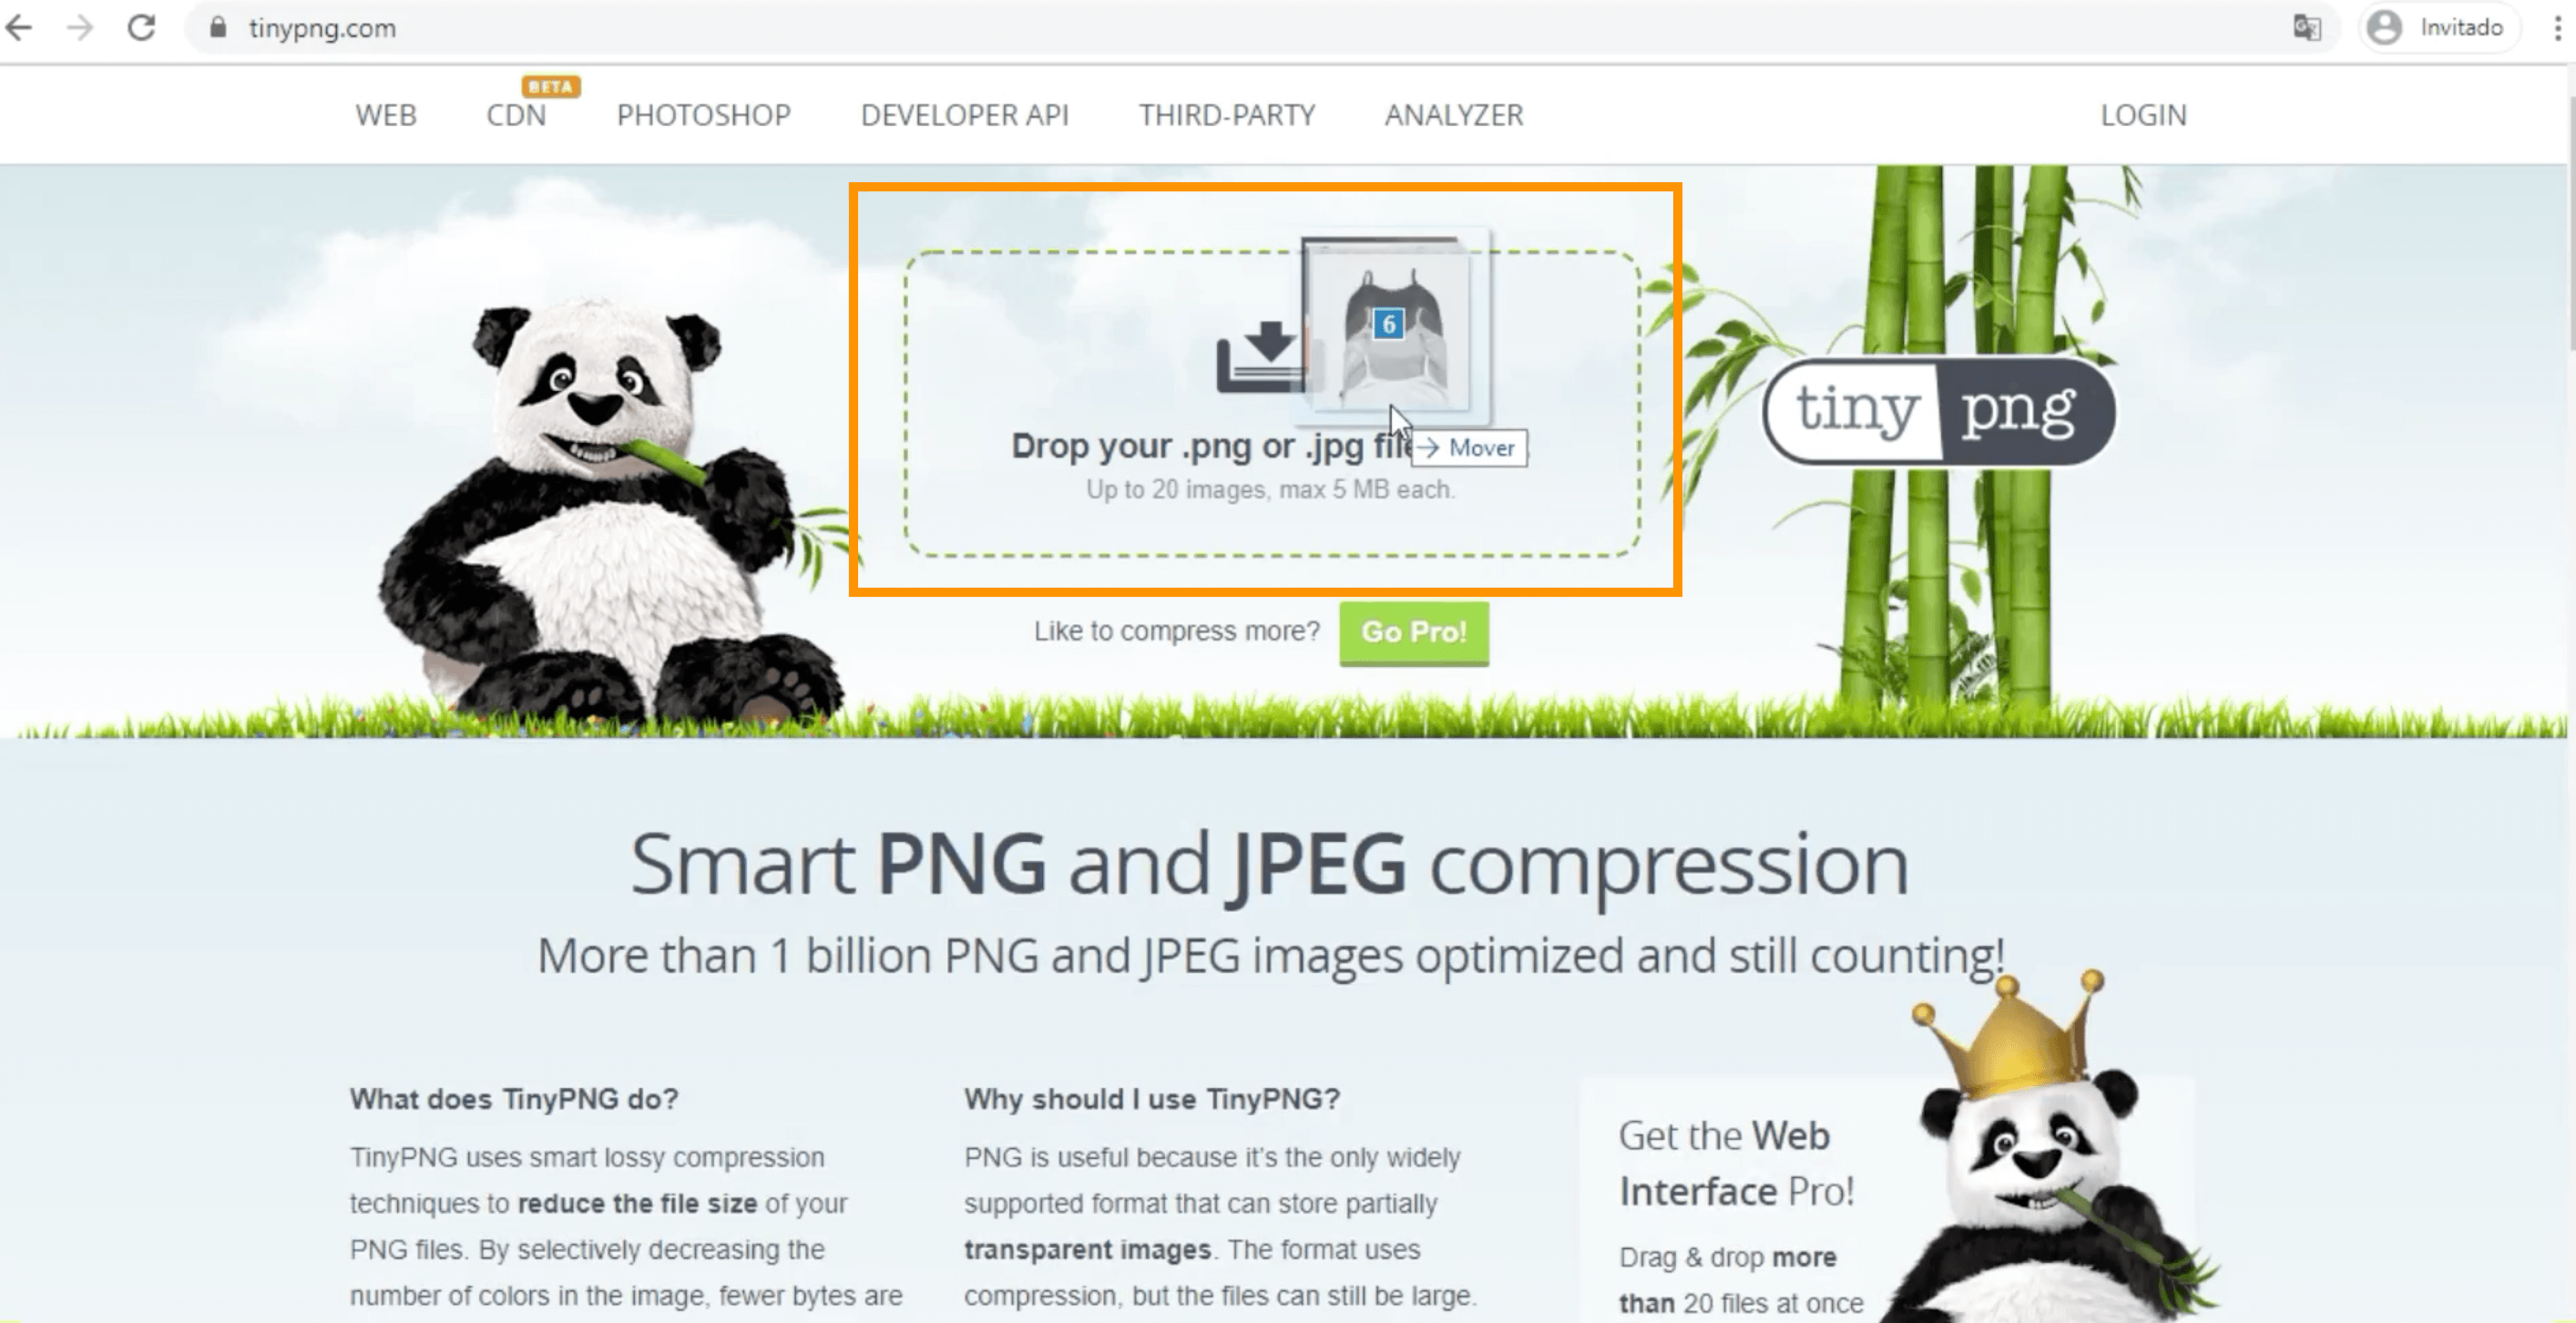 tinypng.com
Invitado
BETA
WEB CDN PHOTOSHOP DEVELOPER API THIRD-PARTY ANALYZER LOGIN
6
Drop your .png or .jpg
→ Mover
Up to 20 images, max 5 MB each.
tiny png
Like to compress more? Go Pro!
Smart PNG and JPEG compression
More than 1 billion PNG and JPEG images optimized and still counting!
What does TinyPNG do?
TinyPNG uses smart lossy compression
techniques to reduce the file size of your
PNG files. By selectively decreasing the
number of colors in the image, fewer bytes are
Why should I use TinyPNG?
PNG is useful because it's the only widely
supported format that can store partially
transparent images. The format uses
compression, but the files can still be large.
Get the Web
Interface Pro!
Drag & drop more
than 20 files at once